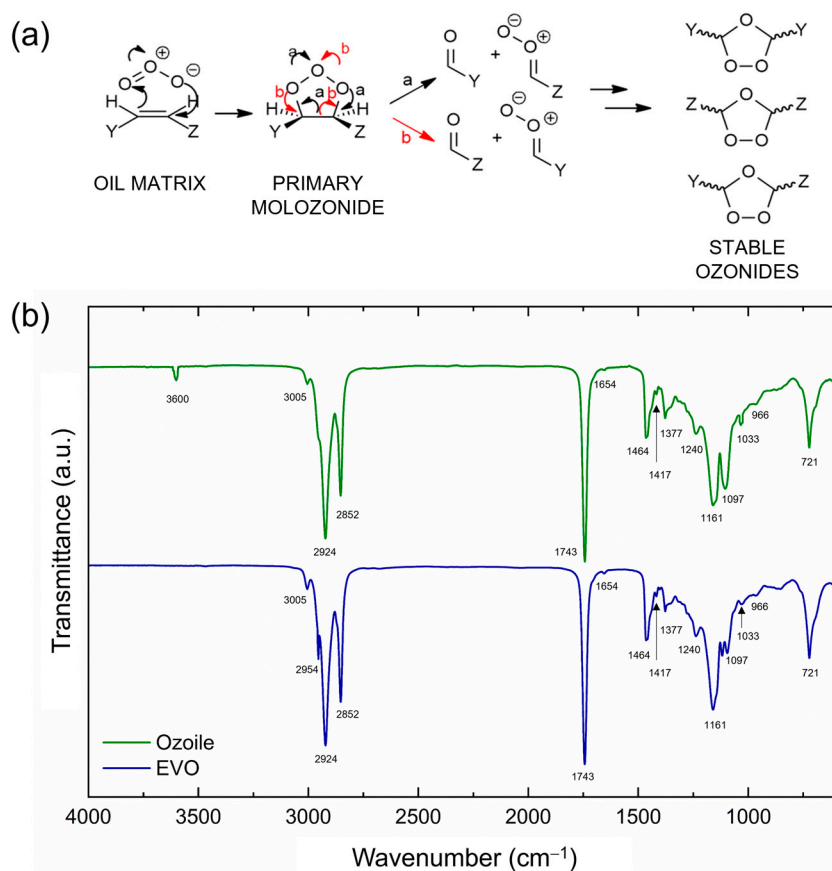 (a)
O O O ⊕ ⊖
H H
Y Z
OIL MATRIX
O O O
a b
b a b a
H H
Y Z
PRIMARY
MOLOZONIDE
a
b
O Y + ⊖ O O ⊕ Z
O Z + ⊖ O O ⊕ Y
Y O Y
O–O
Z O Z
O–O
Y O Z
O–O
STABLE
OZONIDES
(b)
Transmittance (a.u.)
3600
3005
2924
2852
1743
1654
1464
1417
1377
1240
1161
1097
1033
966
721
3005
2954
2924
2852
1743
1654
1464
1417
1377
1240
1161
1097
1033
966
721
Ozoile
EVO
4000 3500 3000 2500 2000 1500 1000
Wavenumber (cm⁻¹)